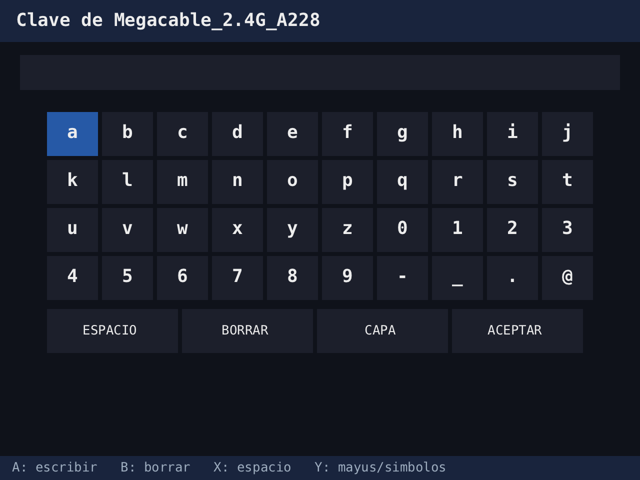 Clave de Megacable_2.4G_A228
a b c d e f g h i j
k l m n o p q r s t
u v w x y z 0 1 2 3
4 5 6 7 8 9 - _ . @
ESPACIO BORRAR CAPA ACEPTAR
A: escribir B: borrar X: espacio Y: mayus/simbolos